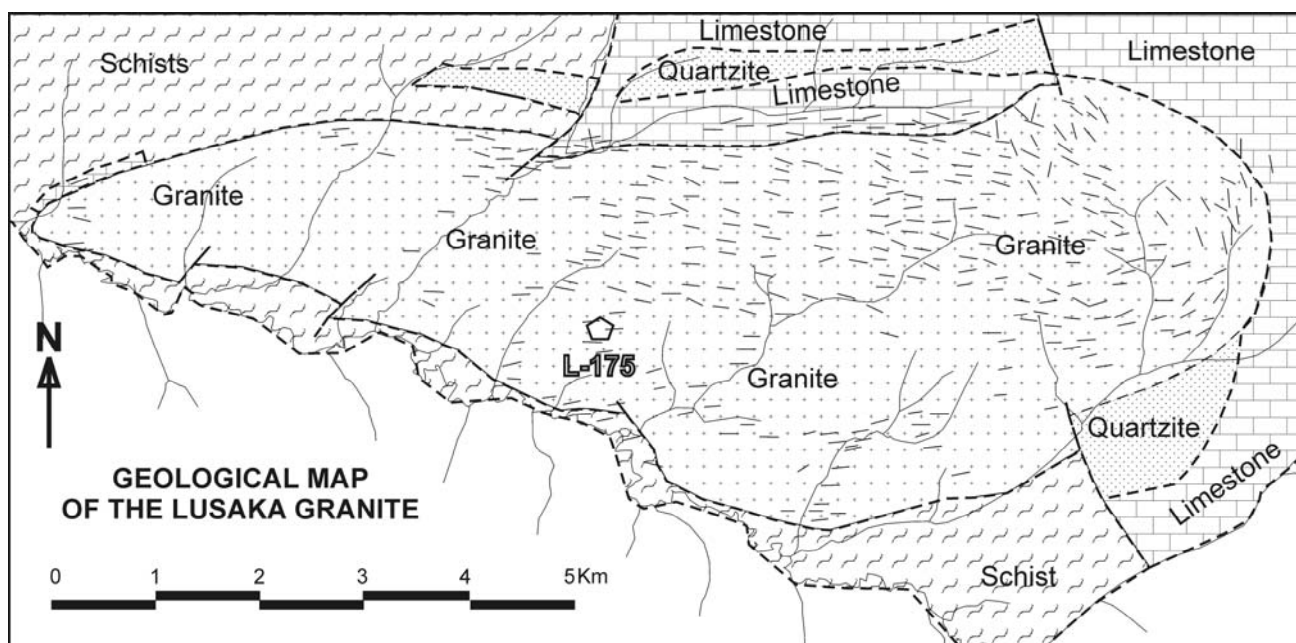 Limestone
Limestone
Schists
Quartzite
Limestone
Granite
Granite
Granite
N
L-175
Granite
Quartzite
GEOLOGICAL MAP
OF THE LUSAKA GRANITE
Limestone
0 1 2 3 4 5Km
Schist